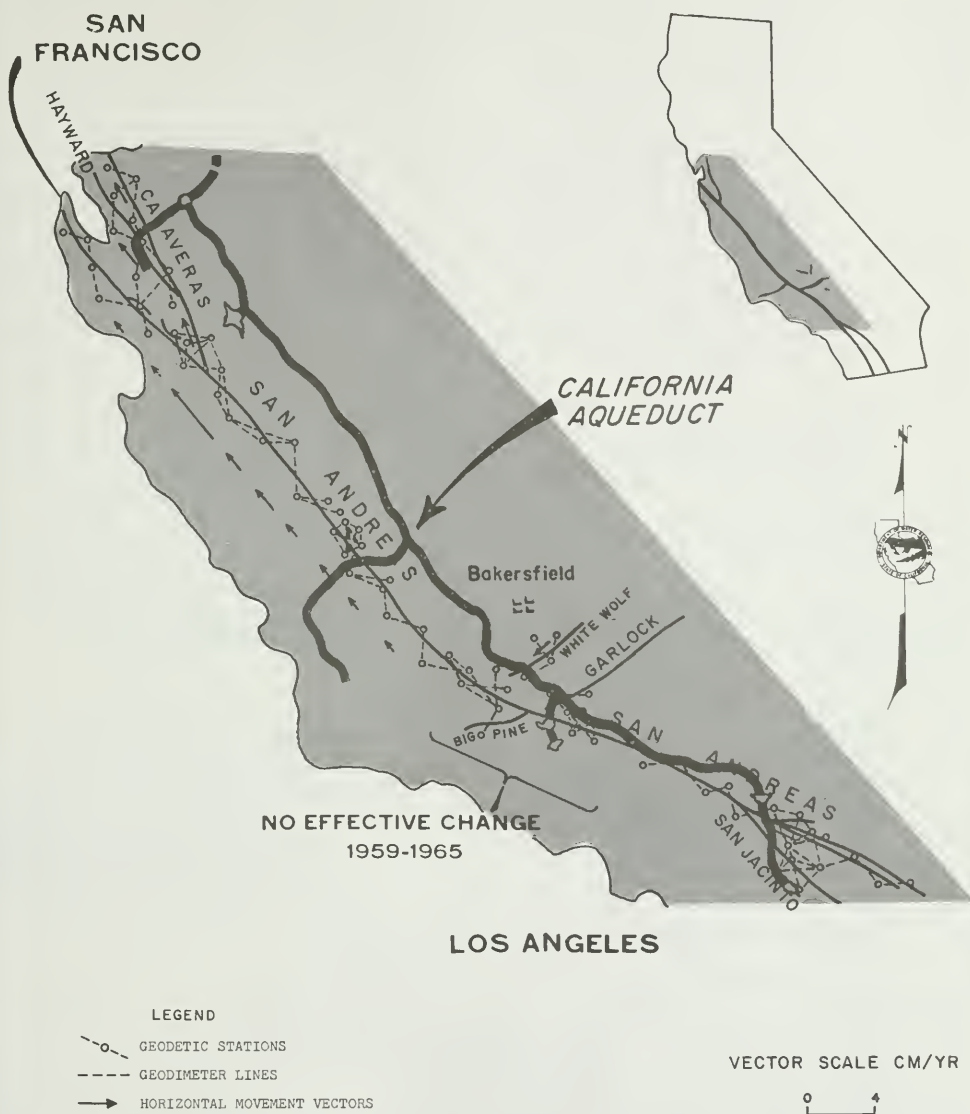 SAN
FRANCISCO
HAYWARD
CALAVERAS
SAN
ANDREAS
CALIFORNIA
AQUEDUCT
N
Bakersfield
WHITE WOLF
GARLOCK
BIG PINE
SAN ANDREAS
SAN JACINTO
NO EFFECTIVE CHANGE
1959-1965
LOS ANGELES
LEGEND
GEODETIC STATIONS
GEODIMETER LINES
HORIZONTAL MOVEMENT VECTORS
VECTOR SCALE CM/YR
0 4